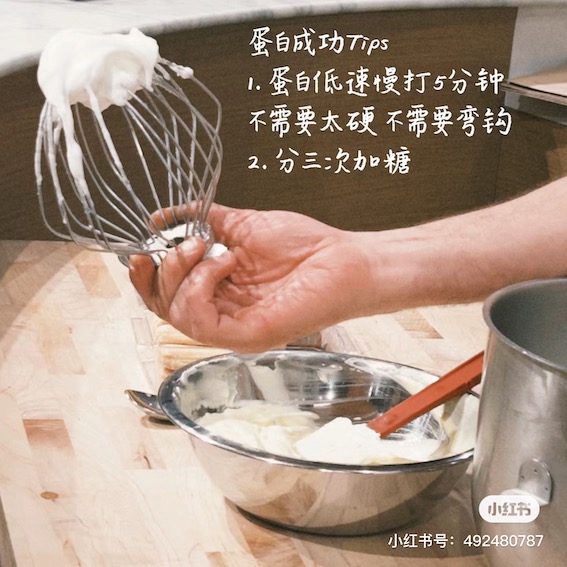 蛋白成功Tips
1. 蛋白低速慢打5分钟
不需要太硬 不需要弯钩
2. 分三次加糖
小红书
小红书号：492480787